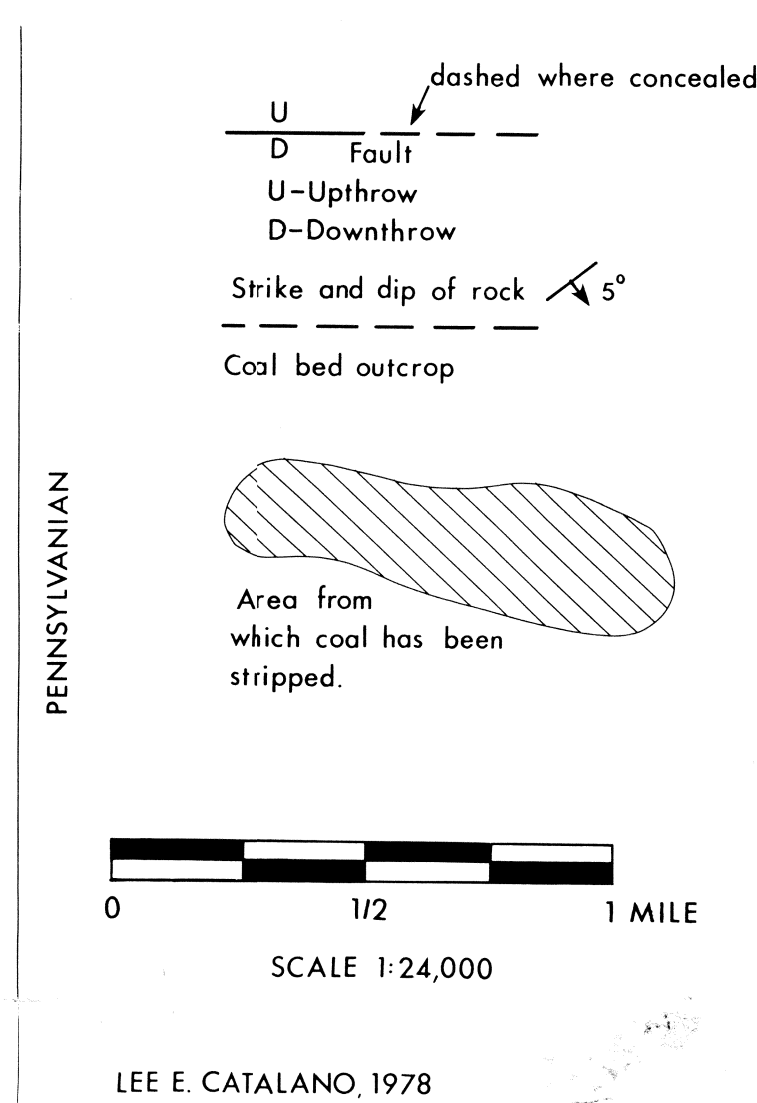 dashed where concealed
U
D Fault
U-Upthrow
D-Downthrow
Strike and dip of rock 5°
Coal bed outcrop
PENNSYLVANIAN
Area from
which coal has been
stripped.
0 1/2 1 MILE
SCALE 1:24,000
LEE E. CATALANO, 1978